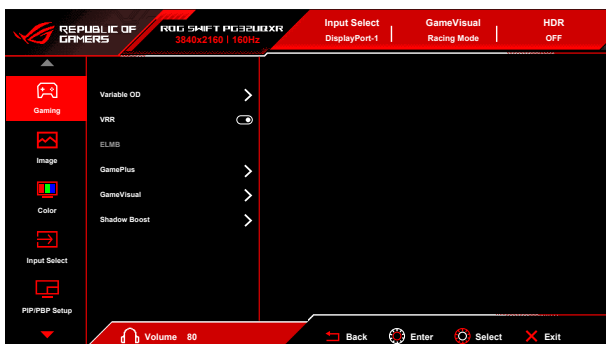 REPUBLIC OF
GAMERS
ROG SWIFT PG32UQXR
3840x2160 | 160Hz
Input Select
DisplayPort-1
GameVisual
Racing Mode
HDR
OFF
Gaming
Image
Color
Input Select
PIP/PBP Setup
Variable OD
VRR
ELMB
GamePlus
GameVisual
Shadow Boost
Volume 80
Back
Enter
Select
Exit